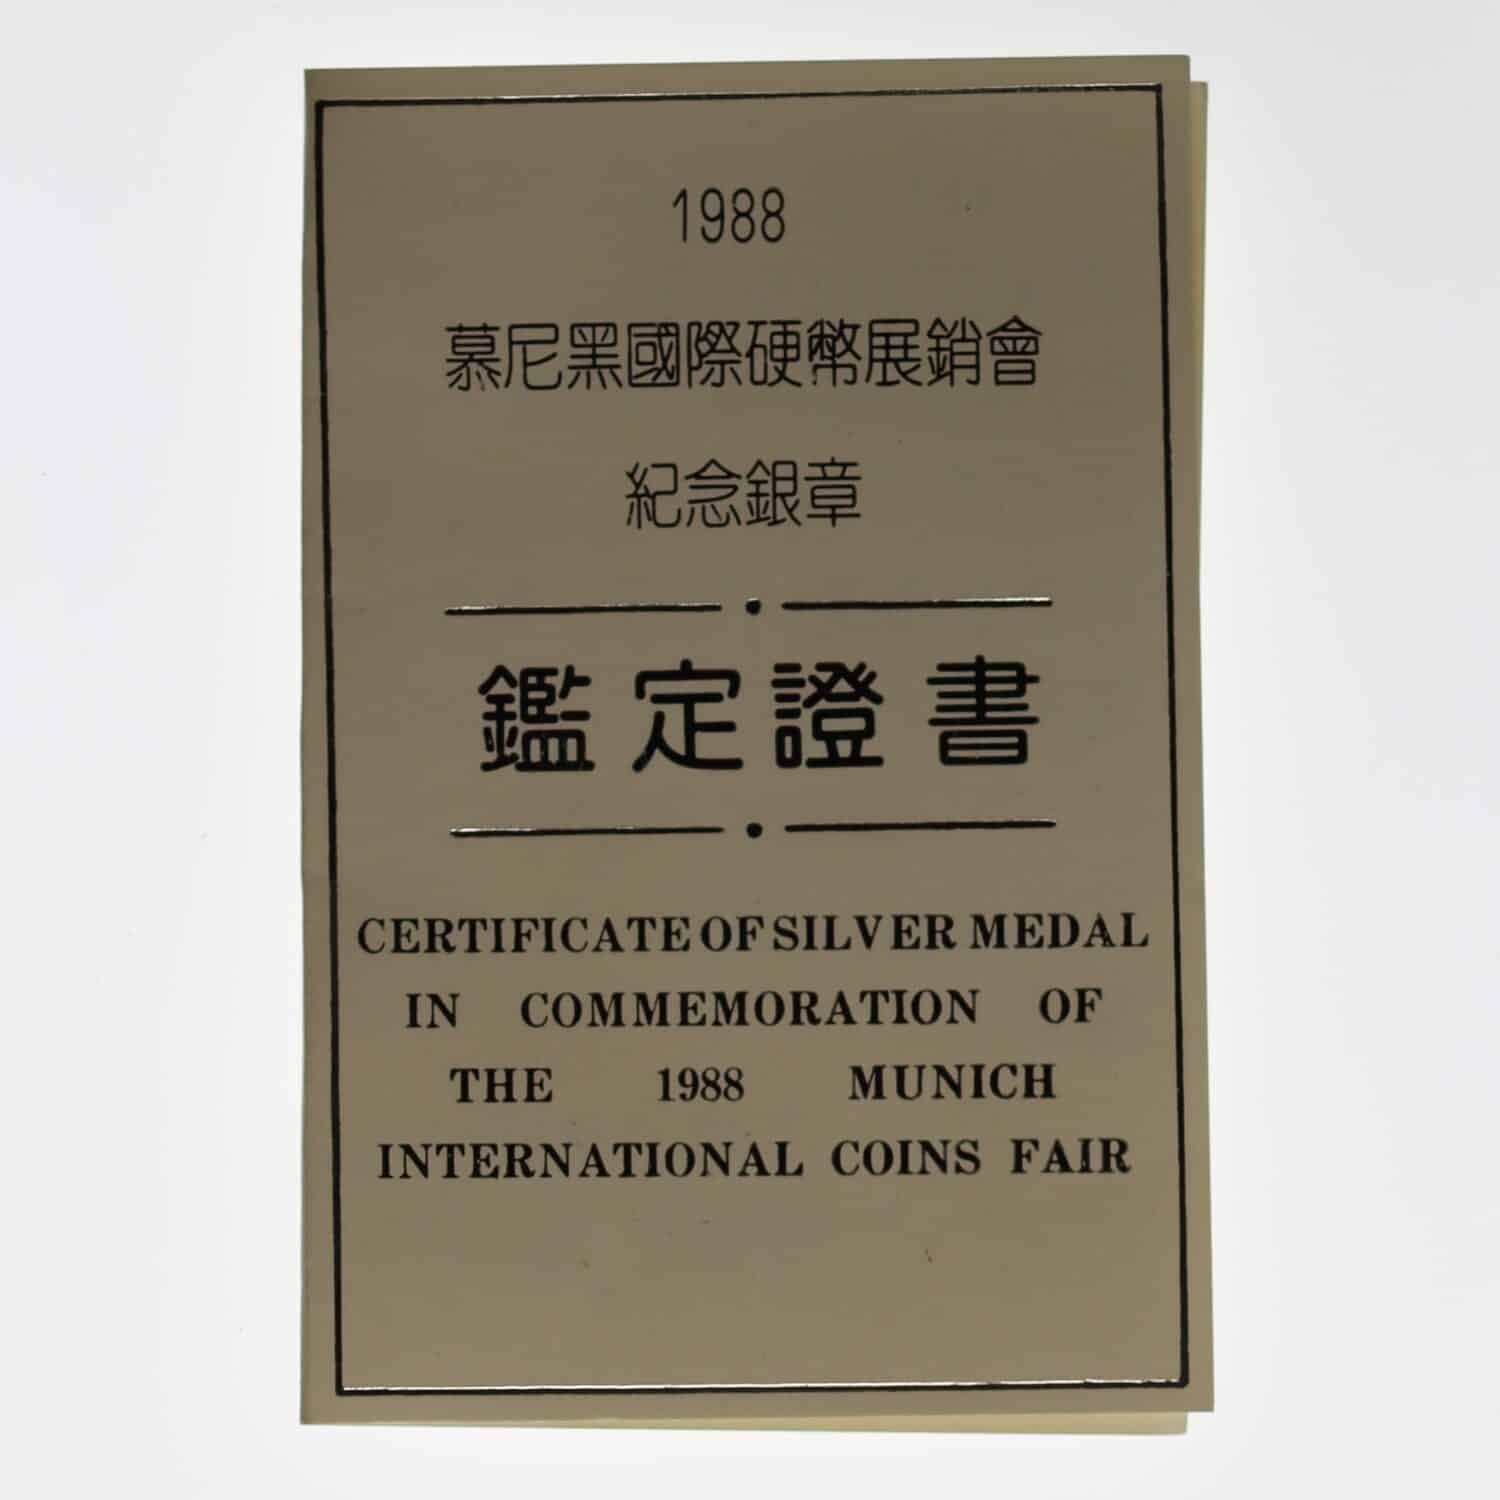 1988
慕尼黑國際硬幣展銷會
紀念銀章
鑑定證書
CERTIFICATE OF SILVER MEDAL
IN COMMEMORATION OF
THE 1988 MUNICH
INTERNATIONAL COINS FAIR